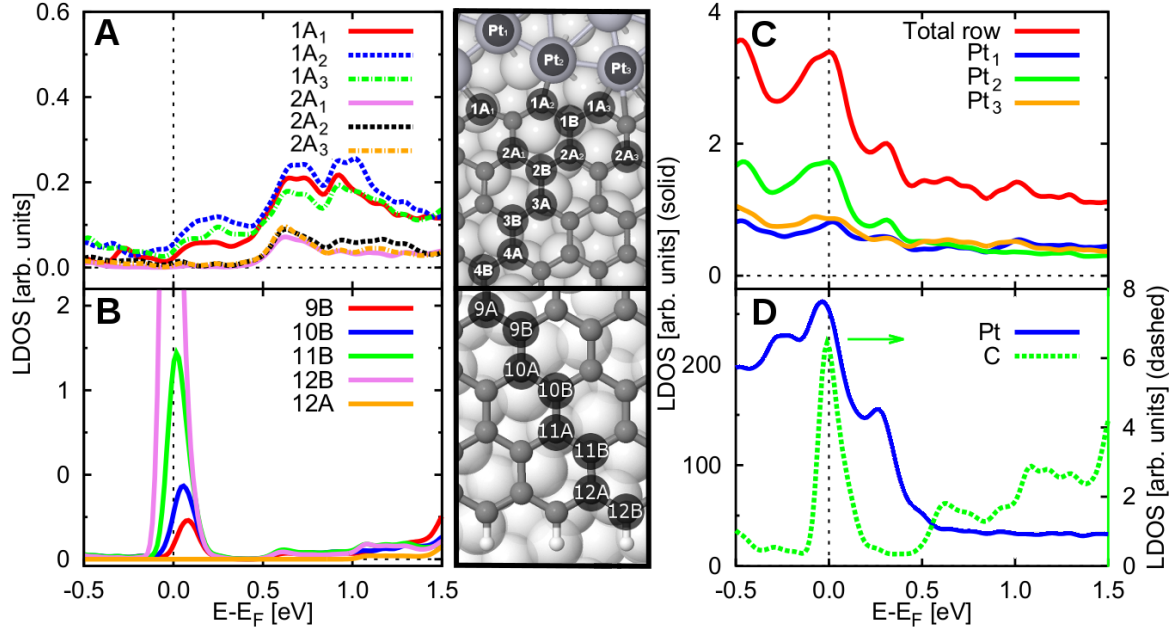 A
1A1
1A2
1A3
2A1
2A2
2A3
0.6
0.4
0.2
0.0
LDOS [arb. units]
B
9B
10B
11B
12B
12A
2
1
0
0
LDOS [arb. units]
-0.5
0.0
0.5
1.0
1.5
E-EF [eV]
Pt1
Pt2
Pt3
1A1
1A2
1A3
1B
2A1
2A2
2A3
2B
3A
3B
4A
4B
9A
9B
10A
10B
11A
11B
12A
12B
C
Total row
Pt1
Pt2
Pt3
4
2
0
LDOS [arb. units] (solid)
D
Pt
C
200
100
0
8
6
4
2
0
LDOS [arb. units] (dashed)
-0.5
0.0
0.5
1.0
1.5
E-EF [eV]